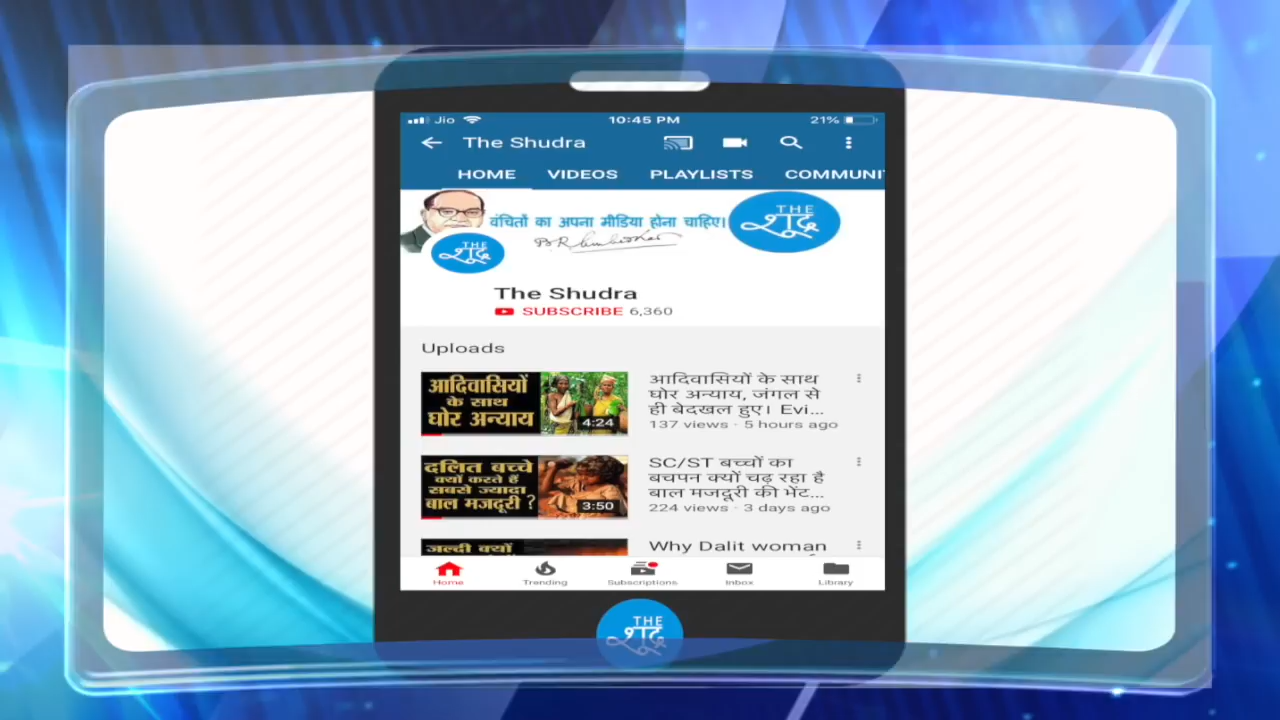 Jio 10:45 PM 21%
The Shudra
HOME VIDEOS PLAYLISTS COMMUNI
वंचितों का अपना मीडिया होना चाहिए।
THE
शूद्र
THE
शूद्र
The Shudra
SUBSCRIBE 6,360
Uploads
आदिवासियों
के साथ
घोर अन्याय
4:24
आदिवासियों के साथ
घोर अन्याय, जंगल से
ही बेदखल हुए। Evi...
137 views · 5 hours ago
दलित बच्चे
क्यों करते हैं
सबसे ज्यादा
बाल मजदूरी ?
3:50
SC/ST बच्चों का
बचपन क्यों चढ़ रहा है
बाल मजदूरी की भेंट...
224 views · 3 days ago
जल्दी क्यों
Why Dalit woman
Home Trending Subscriptions Inbox Library
THE
शूद्र